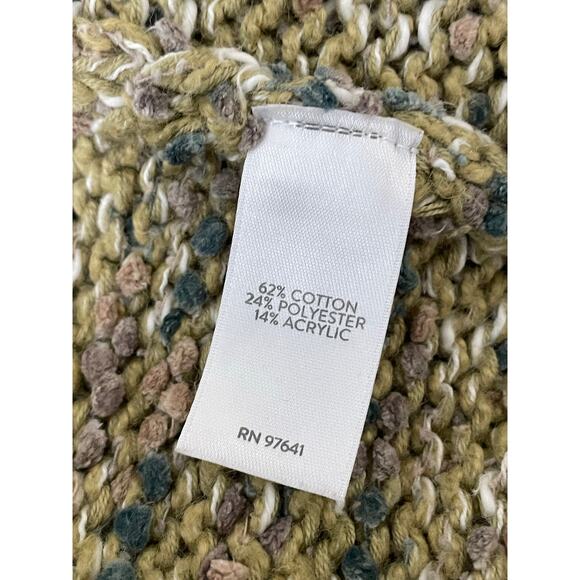 62% COTTON
24% POLYESTER
14% ACRYLIC
RN 97641